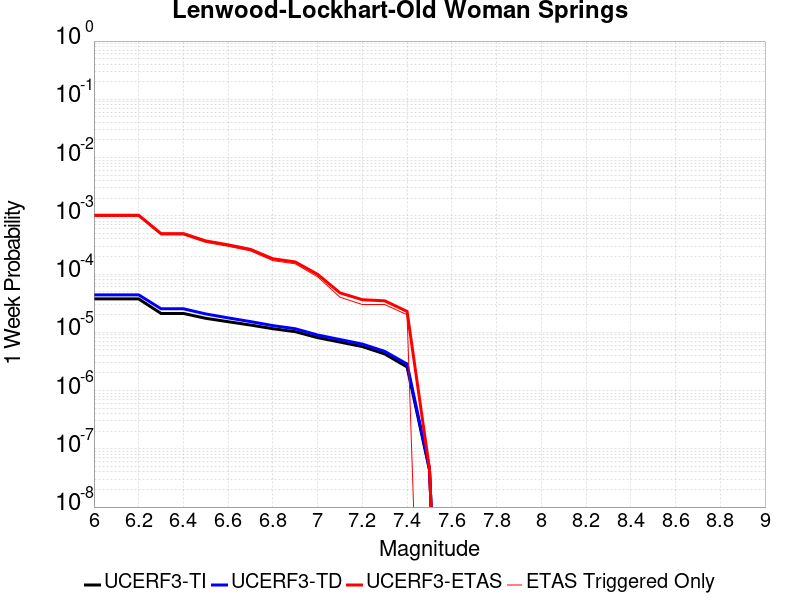 Lenwood-Lockhart-Old Woman Springs
10^0
10^-1
10^-2
10^-3
10^-4
10^-5
10^-6
10^-7
10^-8
1 Week Probability
6 6.2 6.4 6.6 6.8 7 7.2 7.4 7.6 7.8 8 8.2 8.4 8.6 8.8 9
Magnitude
UCERF3-TI UCERF3-TD UCERF3-ETAS ETAS Triggered Only